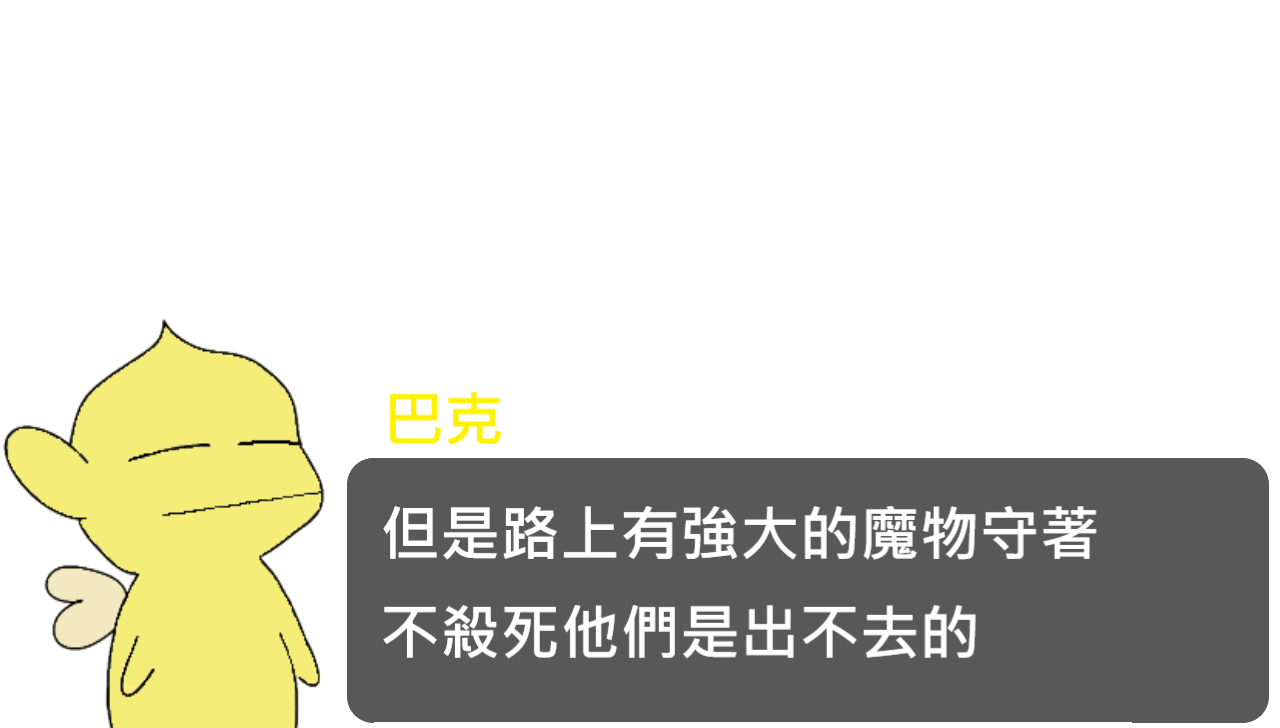 巴克
但是路上有強大的魔物守著
不殺死他們是出不去的